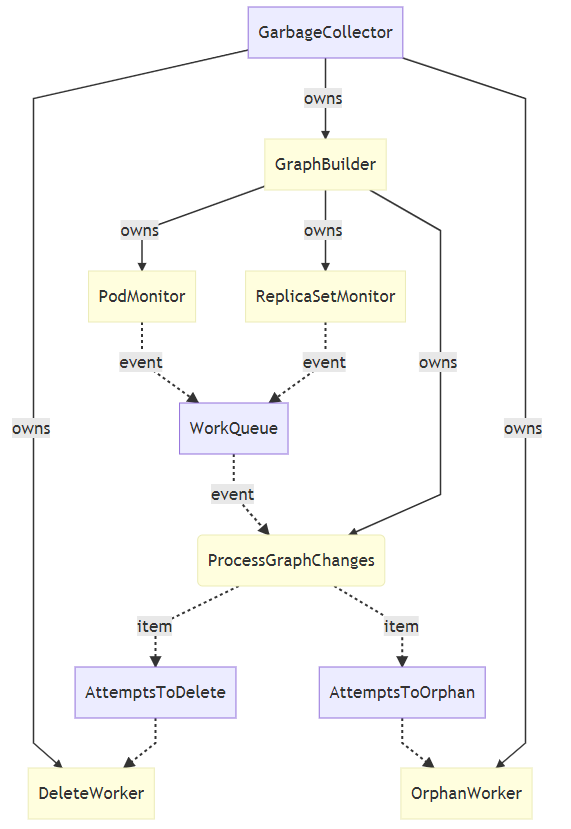 GarbageCollector
owns
GraphBuilder
owns
owns
PodMonitor
ReplicaSetMonitor
event
event
owns
owns
WorkQueue
owns
event
ProcessGraphChanges
item
item
AttemptsToDelete
AttemptsToOrphan
DeleteWorker
OrphanWorker